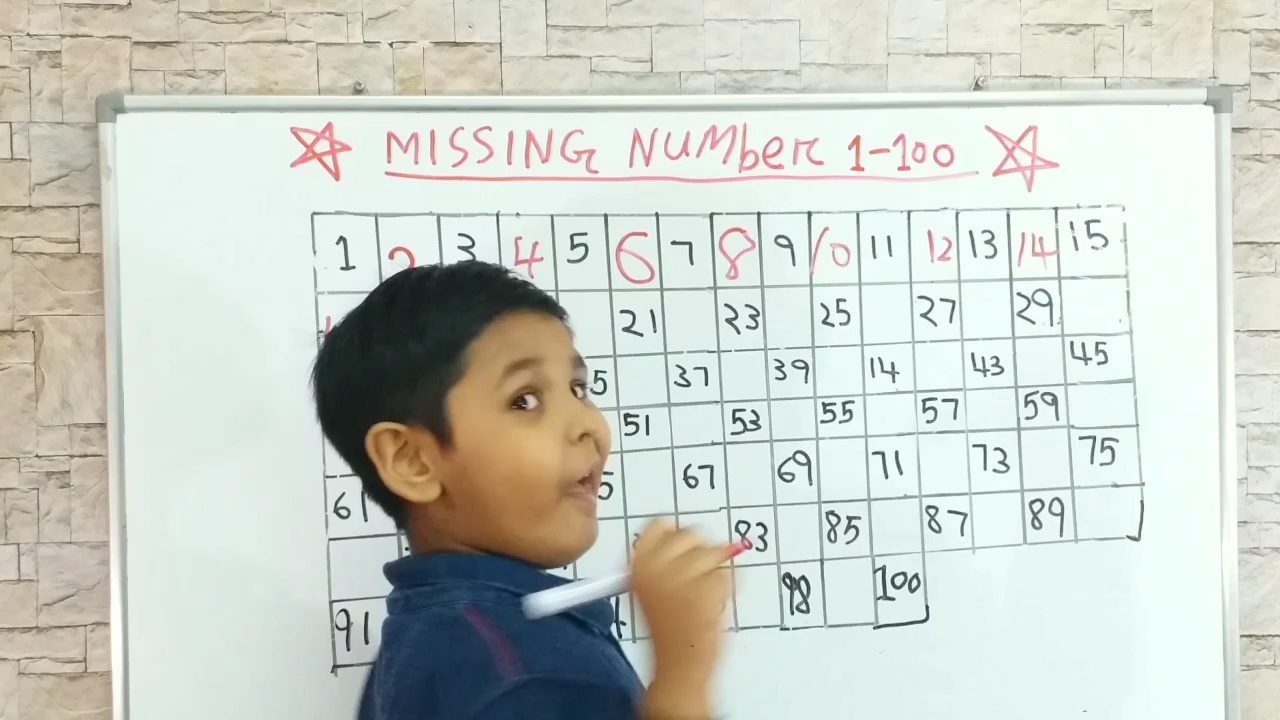 MISSING NUMBER 1-100
1 2 3 4 5 6 7 8 9 10 11 12 13 14 15
21 23 25 27 29
37 39 14 43 45
51 53 55 57 59
61 67 69 71 73 75
83 85 87 89
91 98 100